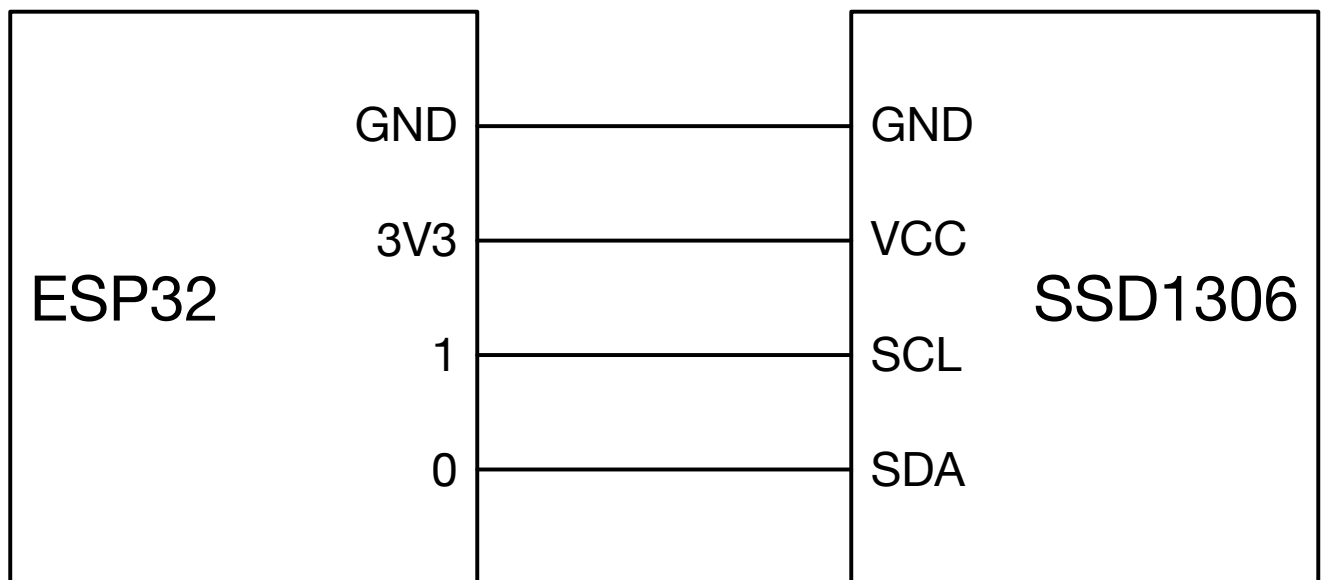 GND GND
3V3 VCC
ESP32 SSD1306
1 SCL
0 SDA